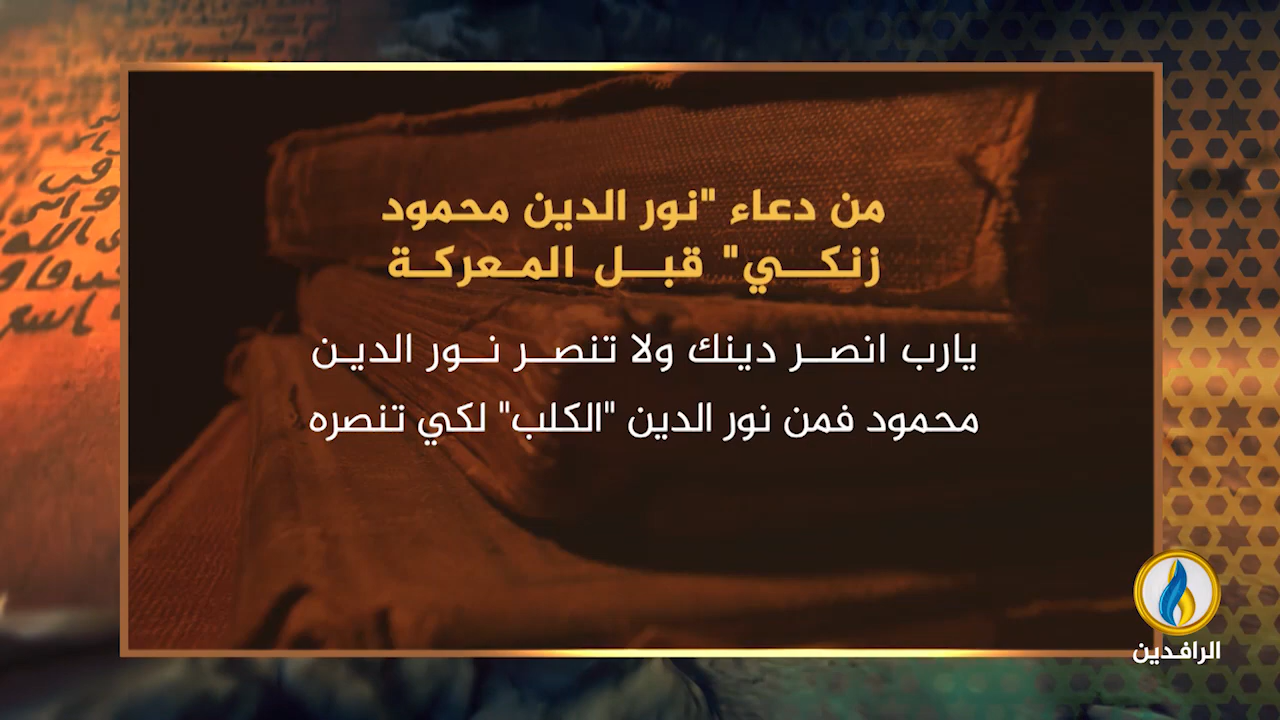 من دعاء "نور الدين محمود
زنكي" قبل المعركة
يارب انصر دينك ولا تنصر نور الدين
محمود فمن نور الدين "الكلب" لكي تنصره
الرافدين